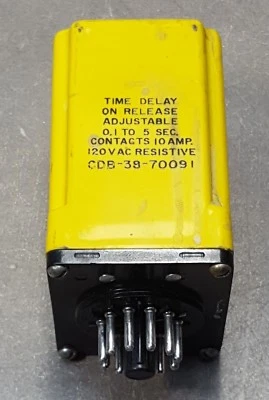 TIME DELAY
ON RELEASE
ADJUSTABLE
0.1 TO 5 SEC.
CONTACTS 10 AMP.
120 VAC RESISTIVE
CDB-38-70091